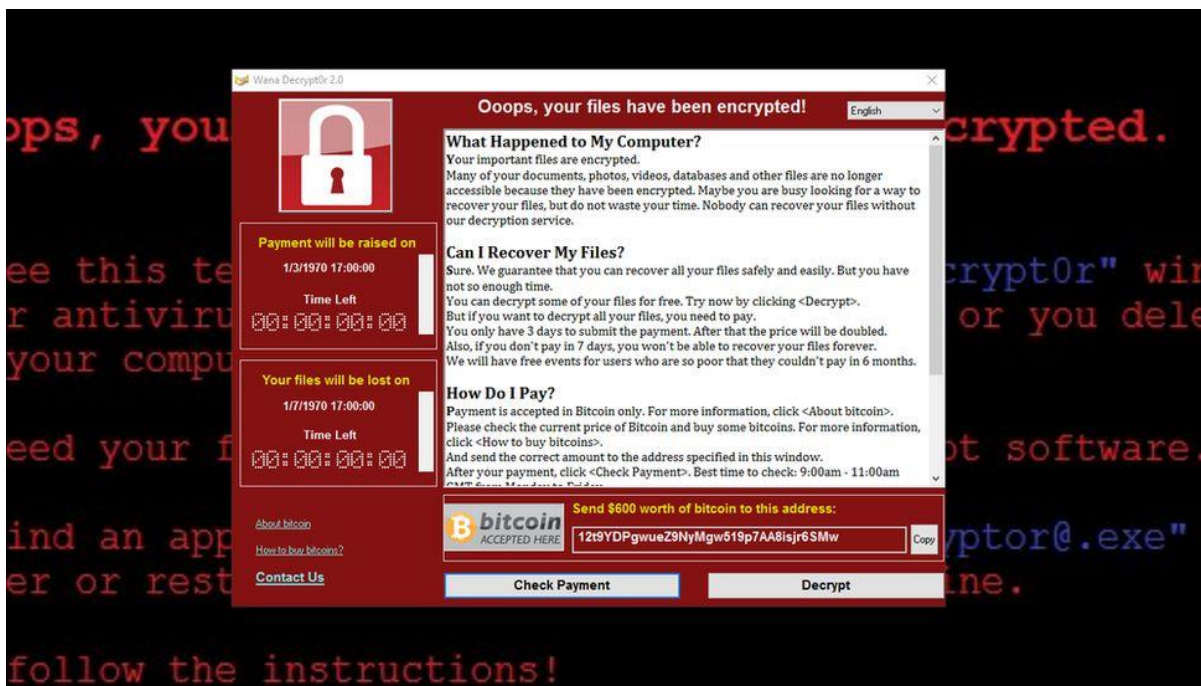 Wana Decrypt0r 2.0
Ooops, your files have been encrypted!
English
What Happened to My Computer?
Your important files are encrypted.
Many of your documents, photos, videos, databases and other files are no longer
accessible because they have been encrypted. Maybe you are busy looking for a way to
recover your files, but do not waste your time. Nobody can recover your files without
our decryption service.
Can I Recover My Files?
Sure. We guarantee that you can recover all your files safely and easily. But you have
not so enough time.
You can decrypt some of your files for free. Try now by clicking <Decrypt>.
But if you want to decrypt all your files, you need to pay.
You only have 3 days to submit the payment. After that the price will be doubled.
Also, if you don't pay in 7 days, you won't be able to recover your files forever.
We will have free events for users who are so poor that they couldn't pay in 6 months.
How Do I Pay?
Payment is accepted in Bitcoin only. For more information, click <About bitcoin>.
Please check the current price of Bitcoin and buy some bitcoins. For more information,
click <How to buy bitcoins>.
And send the correct amount to the address specified in this window.
After your payment, click <Check Payment>. Best time to check: 9:00am - 11:00am
GMT from Monday to Friday
Payment will be raised on
1/3/1970 17:00:00
Time Left
00:00:00:00
Your files will be lost on
1/7/1970 17:00:00
Time Left
00:00:00:00
About bitcoin
How to buy bitcoins?
Contact Us
bitcoin
ACCEPTED HERE
Send $600 worth of bitcoin to this address:
12t9YDPgwueZ9NyMgw519p7AA8isjr6SMw
Copy
Check Payment
Decrypt
ops, you
crypted.
ee this te
crypt0r" win
r antiviru
or you dele
your compu
eed your f
pt software.
ind an app
yptor@.exe"
er or rest
ine.
follow the instructions!